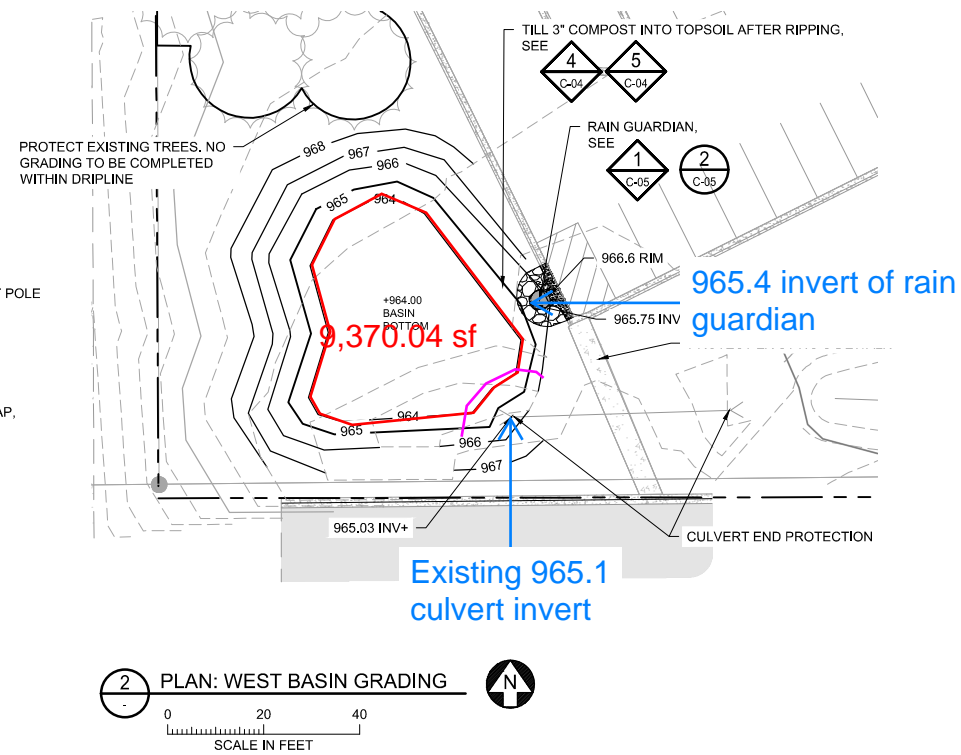 TILL 3" COMPOST INTO TOPSOIL AFTER RIPPING,
SEE
4
C-04
5
C-04
RAIN GUARDIAN,
SEE
1
C-05
2
C-05
PROTECT EXISTING TREES. NO
GRADING TO BE COMPLETED
WITHIN DRIPLINE
968
967
966
965
964
966.6 RIM
965.4 invert of rain
guardian
POLE
+964.00
BASIN
BOTTOM
965.75 INV
9,370.04 sf
AP,
964
965
966
967
965.03 INV+
CULVERT END PROTECTION
Existing 965.1
culvert invert
2
-
PLAN: WEST BASIN GRADING
N
0 20 40
SCALE IN FEET